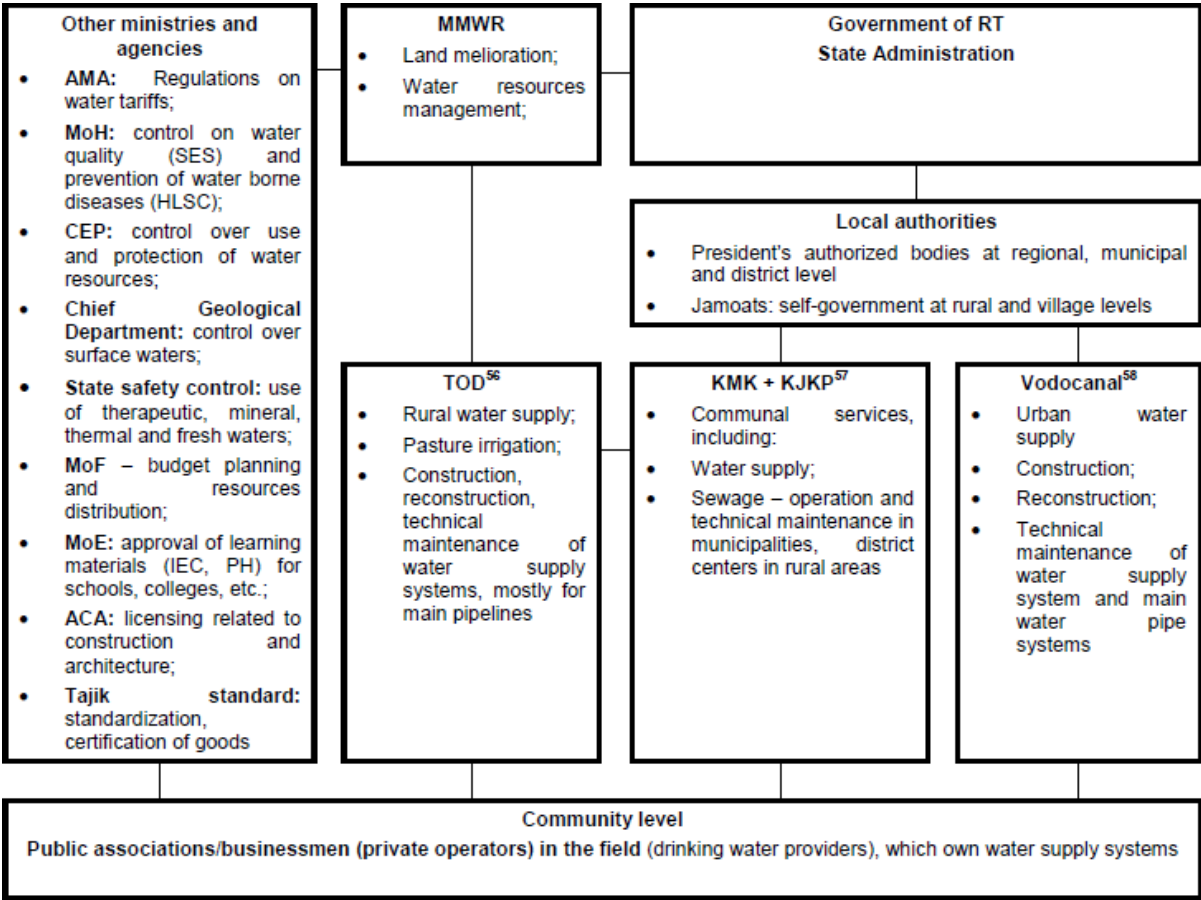 Other ministries and
agencies
• AMA: Regulations on
water tariffs;
• MoH: control on water
quality (SES) and
prevention of water borne
diseases (HLSC);
• CEP: control over use
and protection of water
resources;
• Chief Geological
Department: control over
surface waters;
• State safety control: use
of therapeutic, mineral,
thermal and fresh waters;
• MoF – budget planning
and resources
distribution;
• MoE: approval of learning
materials (IEC, PH) for
schools, colleges, etc.;
• ACA: licensing related to
construction and
architecture;
• Tajik standard:
standardization,
certification of goods
MMWR
• Land melioration;
• Water resources
management;
Government of RT
State Administration
Local authorities
• President's authorized bodies at regional, municipal
and district level
• Jamoats: self-government at rural and village levels
TOD56
• Rural water supply;
• Pasture irrigation;
• Construction,
reconstruction,
technical
maintenance of
water supply
systems, mostly for
main pipelines
KMK + KJKP57
• Communal services,
including:
• Water supply;
• Sewage – operation and
technical maintenance in
municipalities, district
centers in rural areas
Vodocanal58
• Urban water
supply
• Construction;
• Reconstruction;
• Technical
maintenance of
water supply
system and main
water pipe
systems
Community level
Public associations/businessmen (private operators) in the field (drinking water providers), which own water supply systems